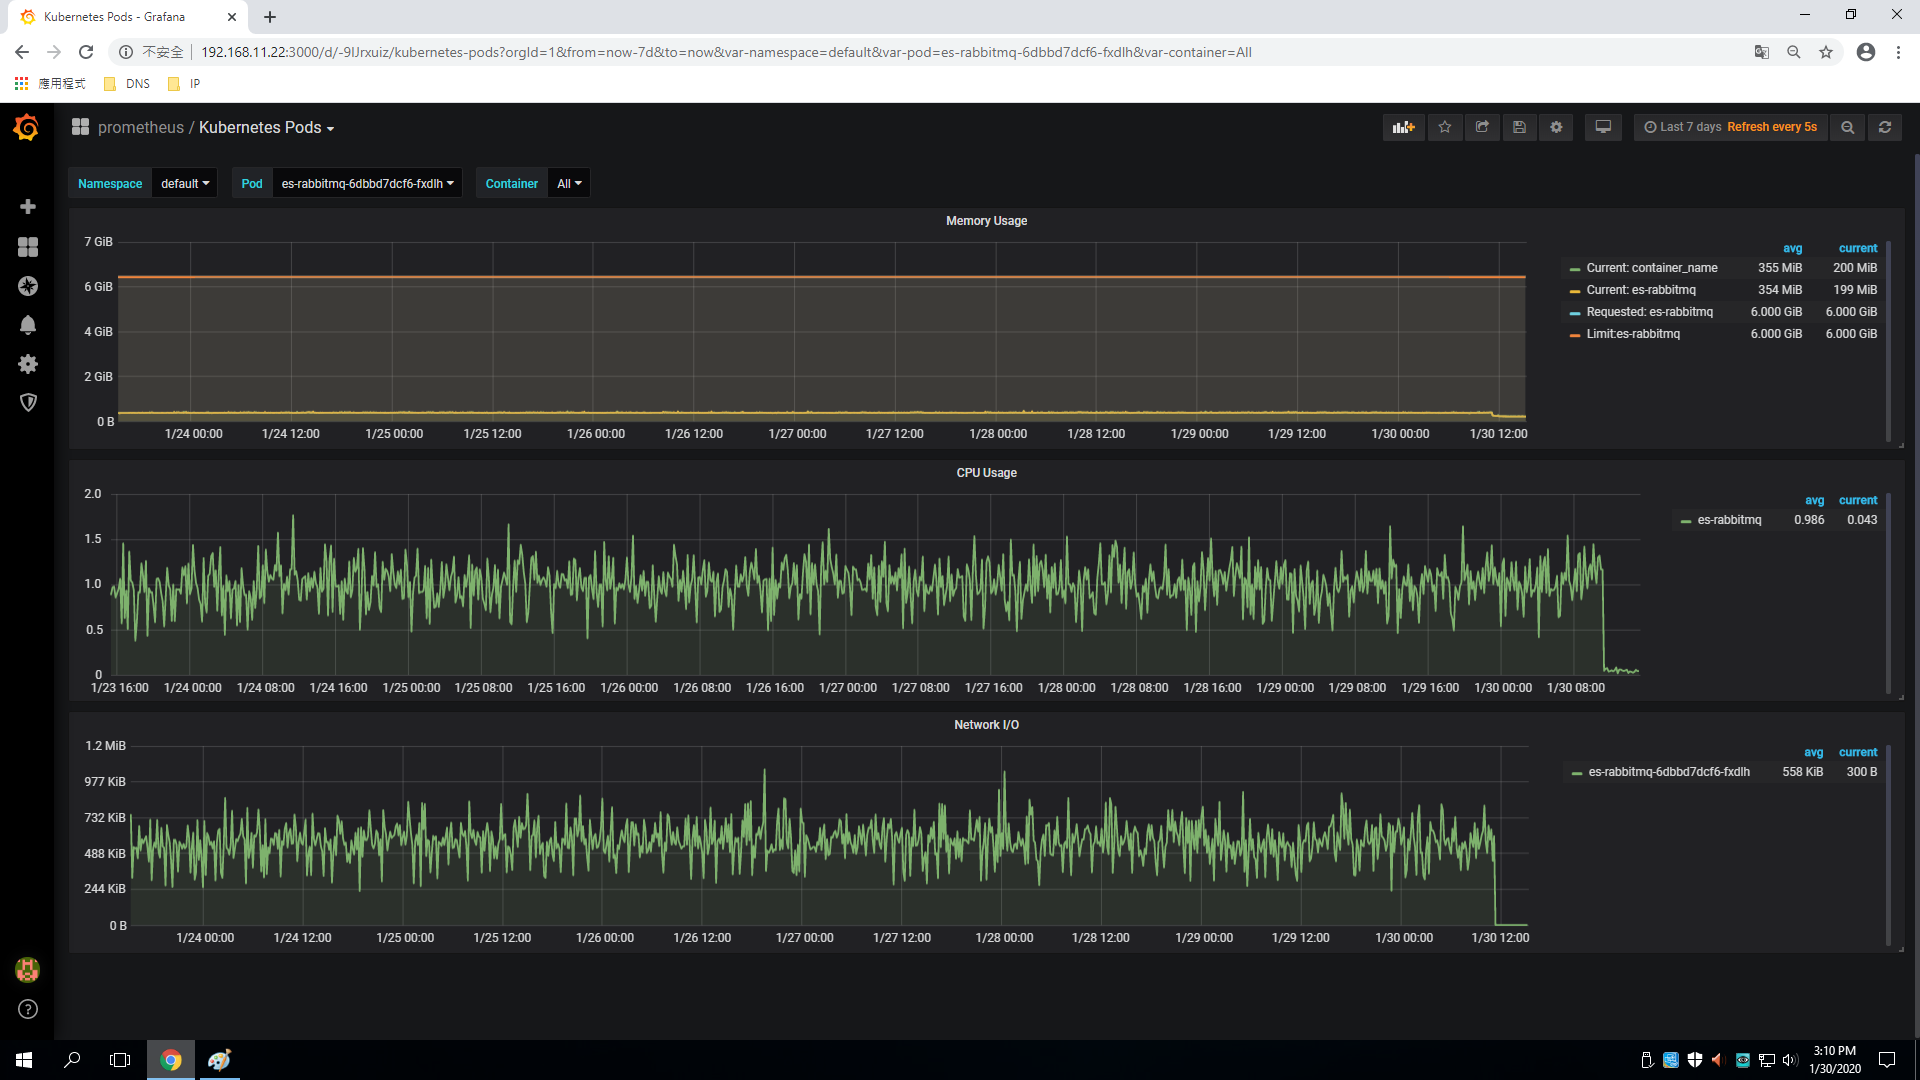 Kubernetes Pods - Grafana
不安全 192.168.11.22:3000/d/-9IJrxuiz/kubernetes-pods?orgId=1&from=now-7d&to=now&var-namespace=default&var-pod=es-rabbitmq-6dbbd7dcf6-fxdlh&var-container=All
應用程式 DNS IP
prometheus / Kubernetes Pods
Last 7 days Refresh every 5s
Namespace default Pod es-rabbitmq-6dbbd7dcf6-fxdlh Container All
Memory Usage
7 GiB
6 GiB
4 GiB
2 GiB
0 B
1/24 00:00 1/24 12:00 1/25 00:00 1/25 12:00 1/26 00:00 1/26 12:00 1/27 00:00 1/27 12:00 1/28 00:00 1/28 12:00 1/29 00:00 1/29 12:00 1/30 00:00 1/30 12:00
avg current
Current: container_name 355 MiB 200 MiB
Current: es-rabbitmq 354 MiB 199 MiB
Requested: es-rabbitmq 6.000 GiB 6.000 GiB
Limit:es-rabbitmq 6.000 GiB 6.000 GiB
CPU Usage
2.0
1.5
1.0
0.5
0
1/23 16:00 1/24 00:00 1/24 08:00 1/24 16:00 1/25 00:00 1/25 08:00 1/25 16:00 1/26 00:00 1/26 08:00 1/26 16:00 1/27 00:00 1/27 08:00 1/27 16:00 1/28 00:00 1/28 08:00 1/28 16:00 1/29 00:00 1/29 08:00 1/29 16:00 1/30 00:00 1/30 08:00
avg current
es-rabbitmq 0.986 0.043
Network I/O
1.2 MiB
977 KiB
732 KiB
488 KiB
244 KiB
0 B
1/24 00:00 1/24 12:00 1/25 00:00 1/25 12:00 1/26 00:00 1/26 12:00 1/27 00:00 1/27 12:00 1/28 00:00 1/28 12:00 1/29 00:00 1/29 12:00 1/30 00:00 1/30 12:00
avg current
es-rabbitmq-6dbbd7dcf6-fxdlh 558 KiB 300 B
3:10 PM
1/30/2020